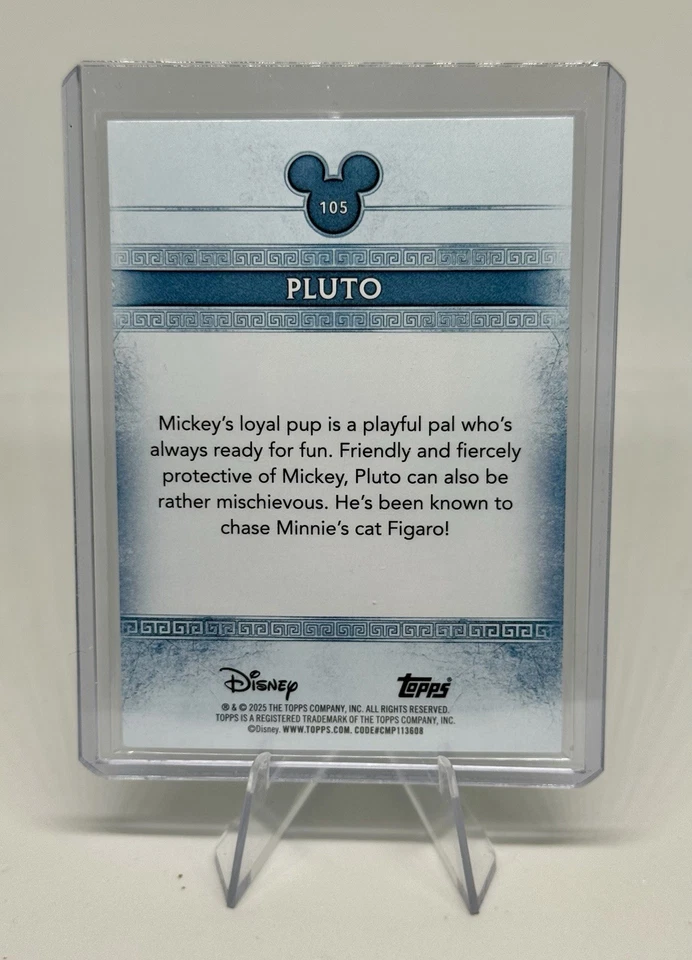 105
PLUTO
Mickey's loyal pup is a playful pal who's
always ready for fun. Friendly and fiercely
protective of Mickey, Pluto can also be
rather mischievous. He's been known to
chase Minnie's cat Figaro!
Disney topps
® & © 2025 THE TOPPS COMPANY, INC. ALL RIGHTS RESERVED.
TOPPS IS A REGISTERED TRADEMARK OF THE TOPPS COMPANY, INC.
©Disney. WWW.TOPPS.COM. CODE#CMP113608